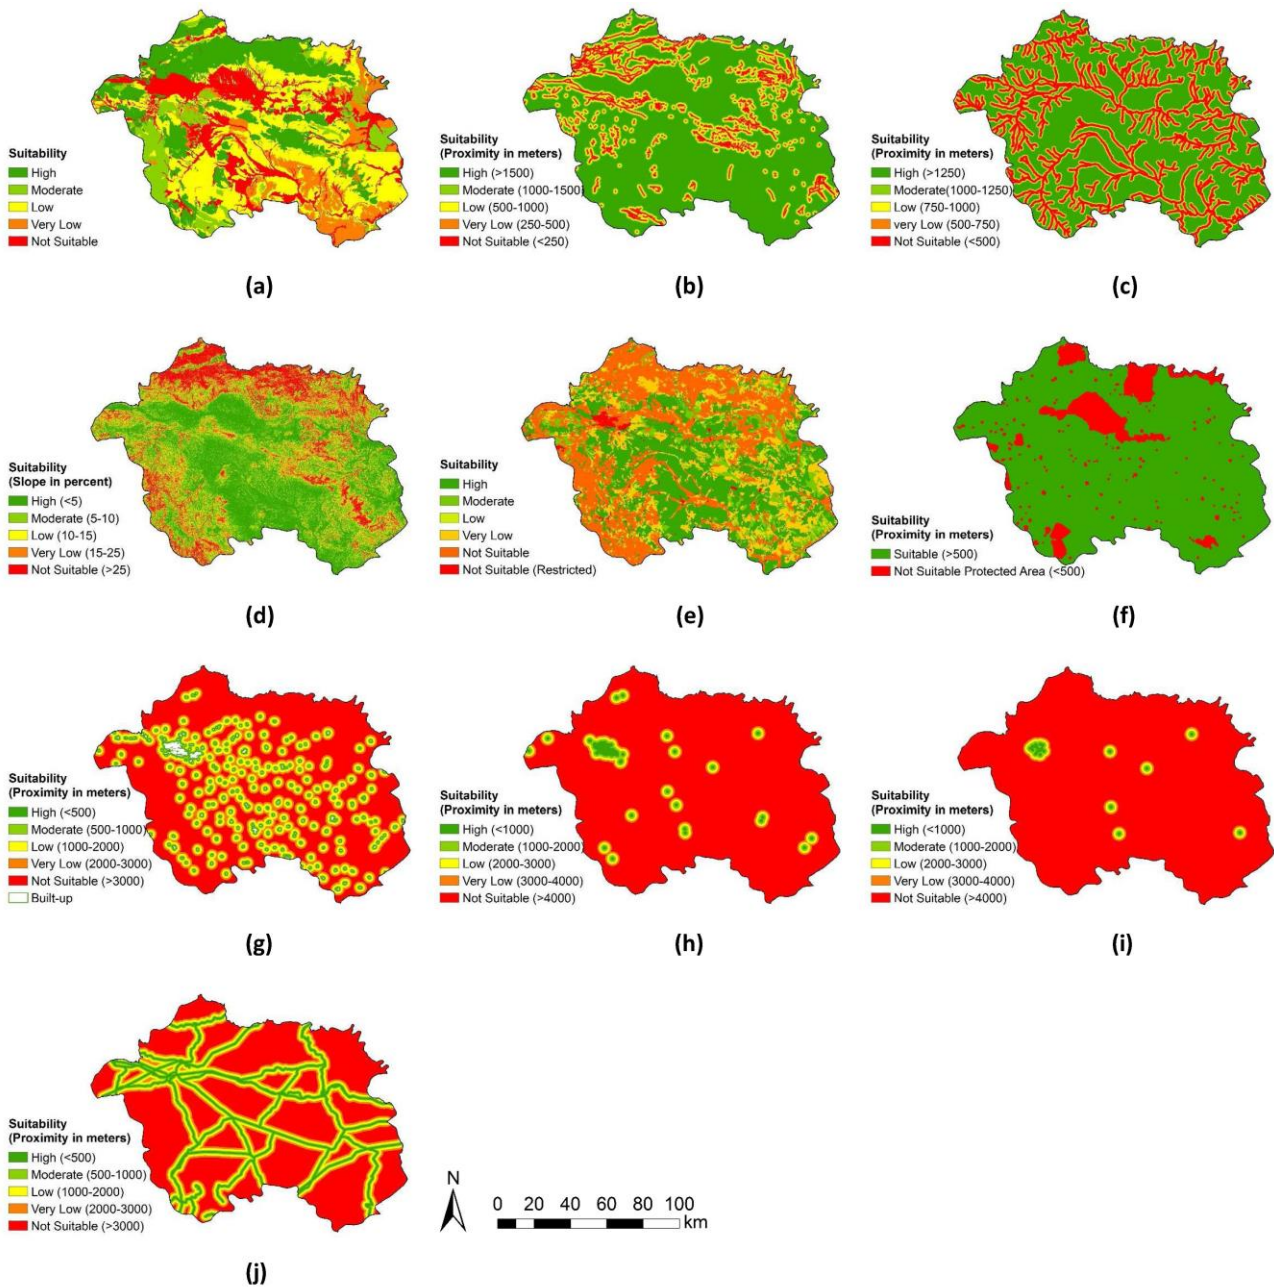 Suitability
High
Moderate
Low
Very Low
Not Suitable
(a)
Suitability
(Proximity in meters)
High (>1500)
Moderate (1000-1500)
Low (500-1000)
Very Low (250-500)
Not Suitable (<250)
(b)
Suitability
(Proximity in meters)
High (>1250)
Moderate(1000-1250)
Low (750-1000)
very Low (500-750)
Not Suitable (<500)
(c)
Suitability
(Slope in percent)
High (<5)
Moderate (5-10)
Low (10-15)
Very Low (15-25)
Not Suitable (>25)
(d)
Suitability
High
Moderate
Low
Very Low
Not Suitable
Not Suitable (Restricted)
(e)
Suitability
(Proximity in meters)
Suitable (>500)
Not Suitable Protected Area (<500)
(f)
Suitability
(Proximity in meters)
High (<500)
Moderate (500-1000)
Low (1000-2000)
Very Low (2000-3000)
Not Suitable (>3000)
Built-up
(g)
Suitability
(Proximity in meters)
High (<1000)
Moderate (1000-2000)
Low (2000-3000)
Very Low (3000-4000)
Not Suitable (>4000)
(h)
Suitability
(Proximity in meters)
High (<1000)
Moderate (1000-2000)
Low (2000-3000)
Very Low (3000-4000)
Not Suitable (>4000)
(i)
Suitability
(Proximity in meters)
High (<500)
Moderate (500-1000)
Low (1000-2000)
Very Low (2000-3000)
Not Suitable (>3000)
(j)
N
0 20 40 60 80 100
km